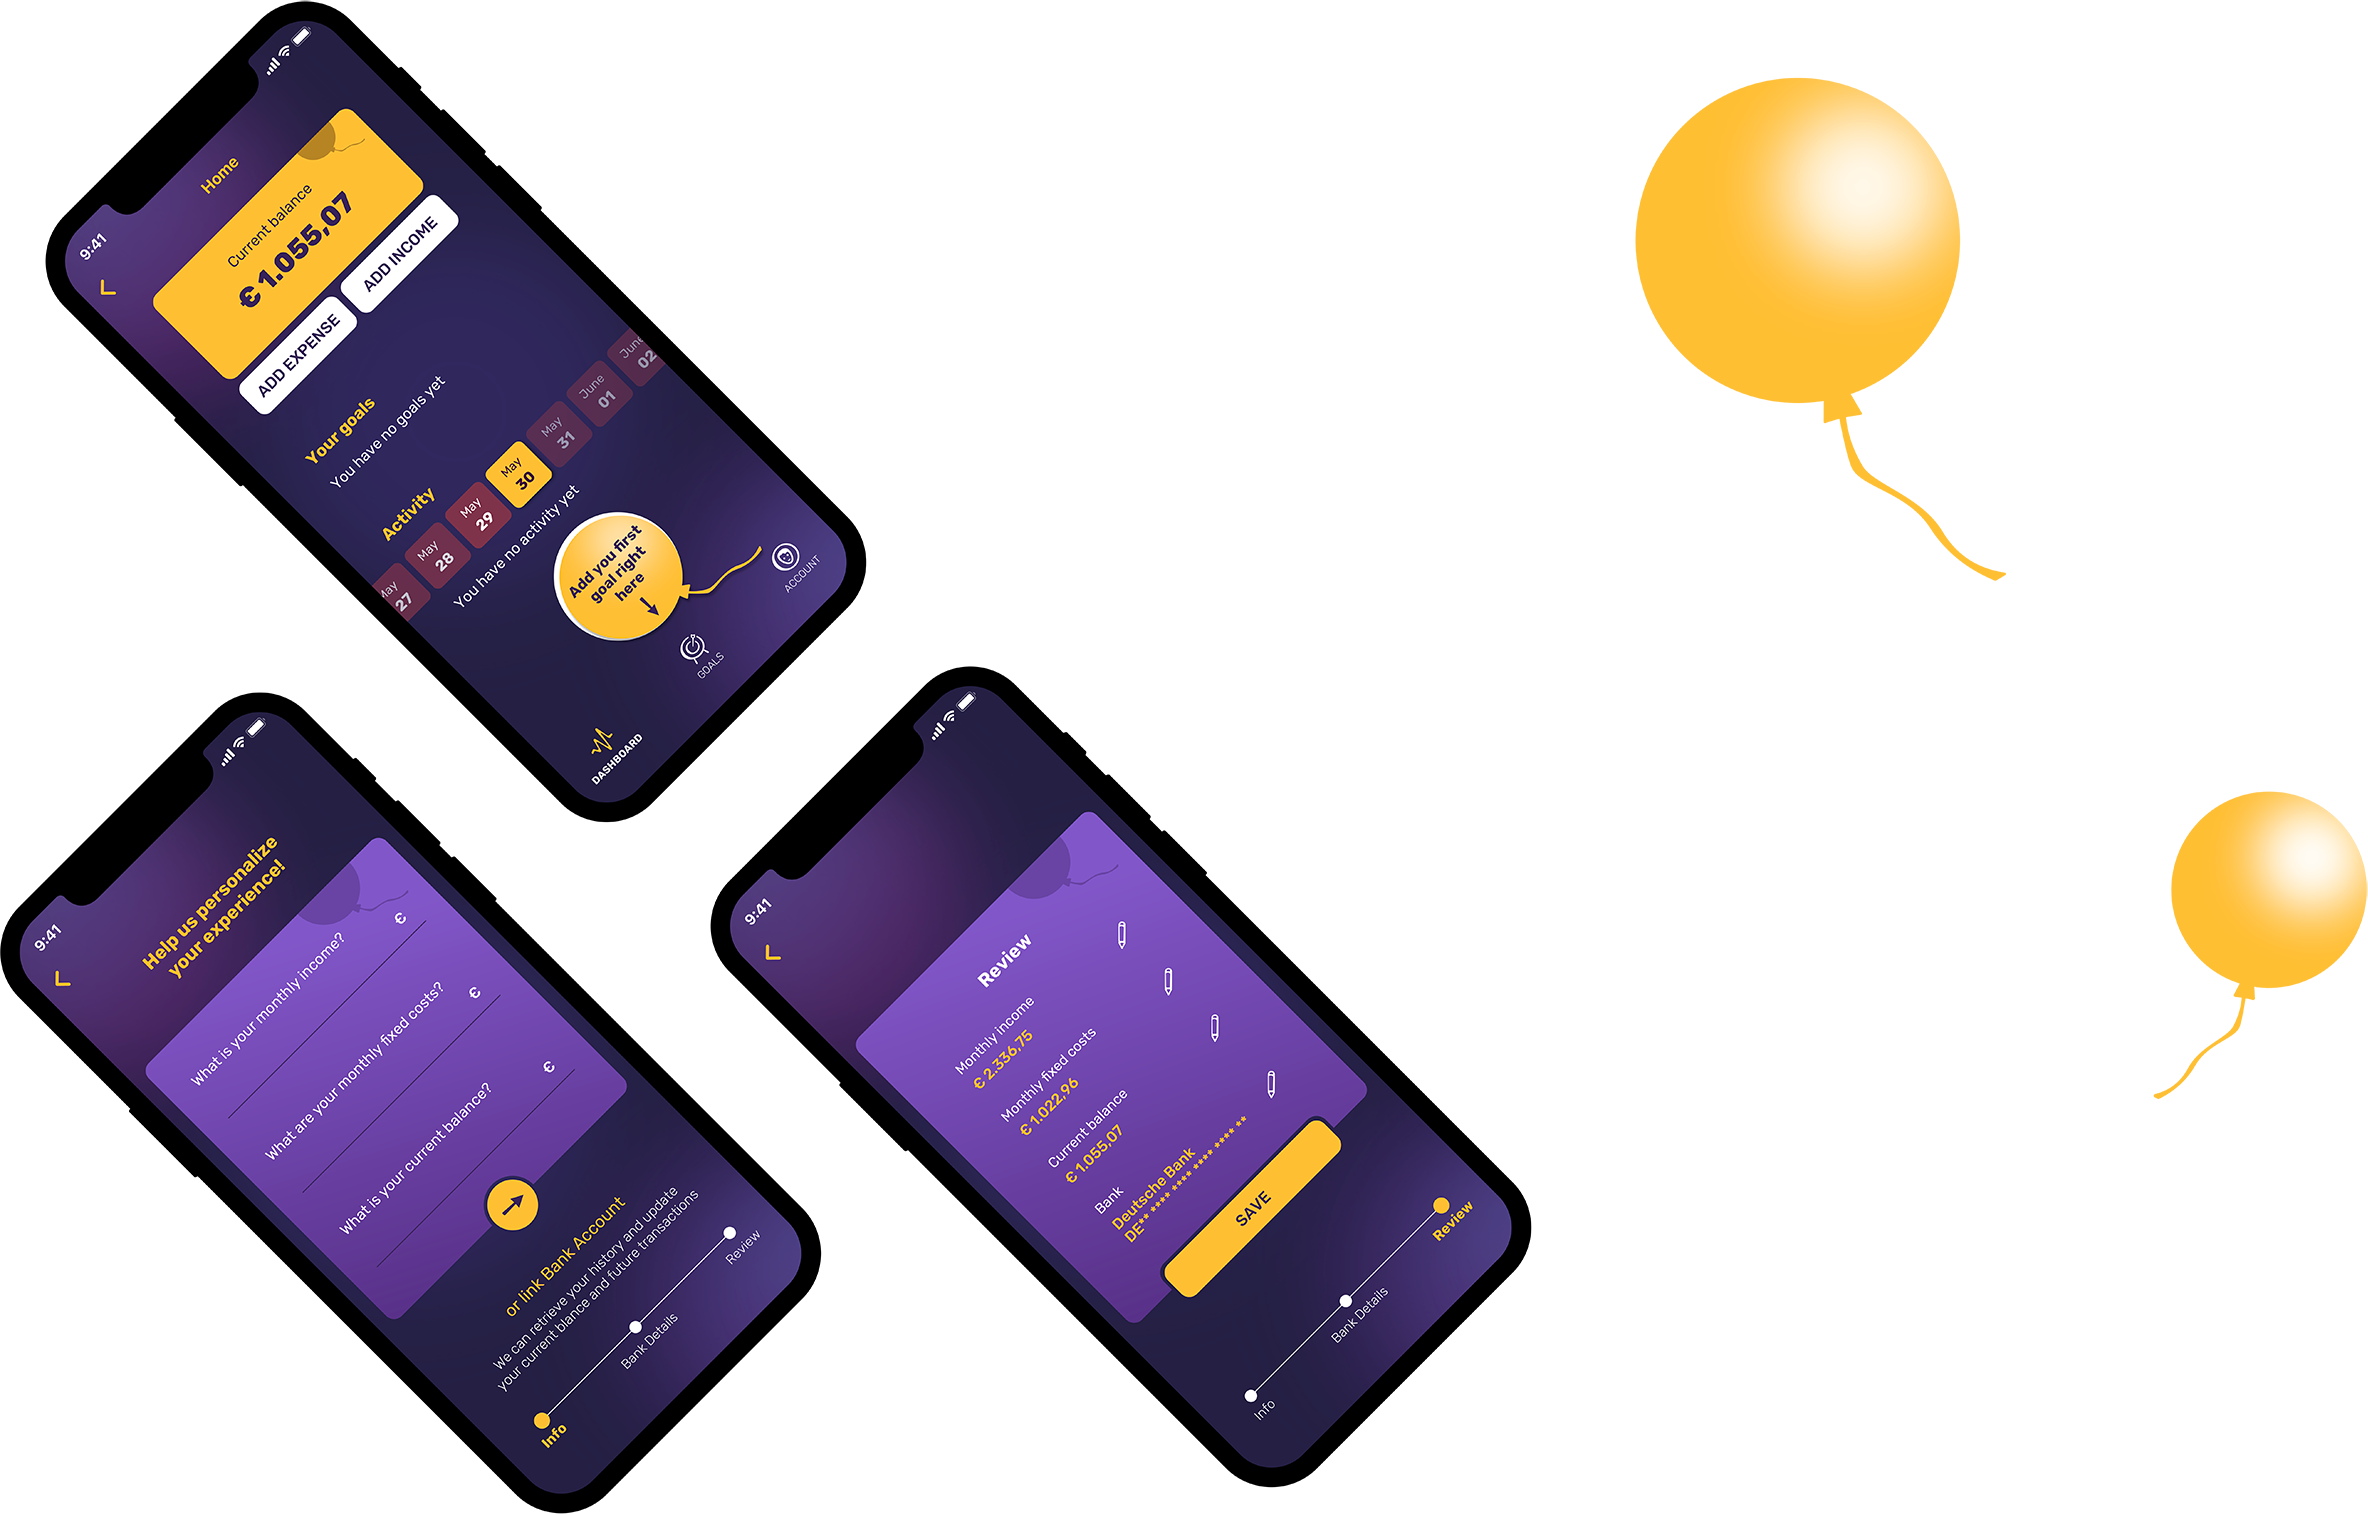 9:41
Home
Current balance
€ 1.055,07
ADD EXPENSE
ADD INCOME
Your goals
You have no goals yet
Activity
May
27
May
28
May
29
May
30
May
31
June
01
June
02
You have no activity yet
Add you first
goal right
here
DASHBOARD
GOALS
ACCOUNT
9:41
Help us personalize
your experience!
What is your monthly income?
€
What are your monthly fixed costs?
€
What is your current balance?
€
or link Bank Account
We can retrieve your history and update
your current blance and future transactions
Info
Bank Details
Review
9:41
Review
Monthly income
€ 2.336,75
Monthly fixed costs
€ 1.022,96
Current balance
€ 1.055,07
Bank
Deutsche Bank
DE** **** **** **** **** **
SAVE
Info
Bank Details
Review